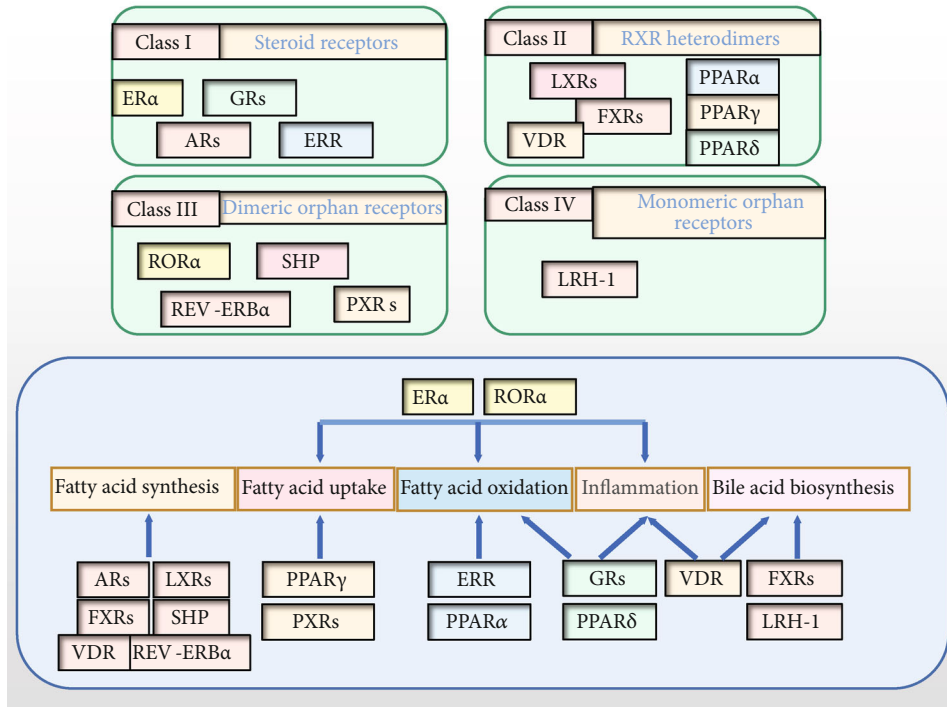 Class I
Steroid receptors
ERα
GRs
ARs
ERR
Class II
RXR heterodimers
LXRs
PPARα
FXRs
PPARγ
VDR
PPARδ
Class III
Dimeric orphan receptors
RORα
SHP
REV -ERBα
PXR s
Class IV
Monomeric orphan
receptors
LRH-1
ERα
RORα
Fatty acid synthesis
Fatty acid uptake
Fatty acid oxidation
Inflammation
Bile acid biosynthesis
ARs
LXRs
FXRs
SHP
VDR
REV -ERBα
PPARγ
PXRs
ERR
PPARα
GRs
PPARδ
VDR
FXRs
LRH-1